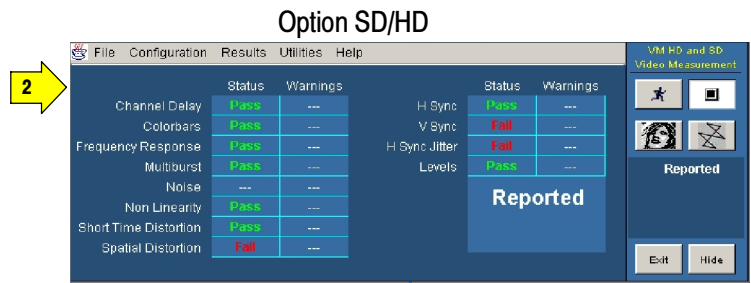 Option SD/HD
2
File Configuration Results Utilities Help
VM HD and SD
Video Measurement
Status Warnings Status Warnings
Channel Delay Pass --- H Sync Pass ---
Colorbars Pass --- V Sync Fail ---
Frequency Response Pass --- H Sync Jitter Fail ---
Multiburst Pass --- Levels Pass ---
Noise --- ---
Non Linearity Pass ---
Short Time Distortion Pass ---
Spatial Distortion Fail ---
Reported
Reported
Exit Hide